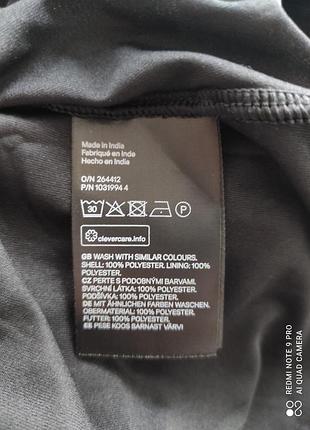 Made in India
Fabriqué en Inde
Hecho en India
O/N 264412
P/N 1031994 4
30
P
clevercare.info
GB WASH WITH SIMILAR COLOURS.
SHELL: 100% POLYESTER. LINING: 100%
POLYESTER.
CZ PERTE S PODOBNÝMI BARVAMI.
SVRCHNÍ LÁTKA: 100% POLYESTER.
PODŠÍVKA: 100% POLYESTER.
DE MIT ÄHNLICHEN FARBEN WASCHEN.
OBERMATERIAL: 100% POLYESTER.
FUTTER: 100% POLYESTER.
EE PESE KOOS SARNAST VÄRVI
REDMI NOTE 9 PRO
AI QUAD CAMERA